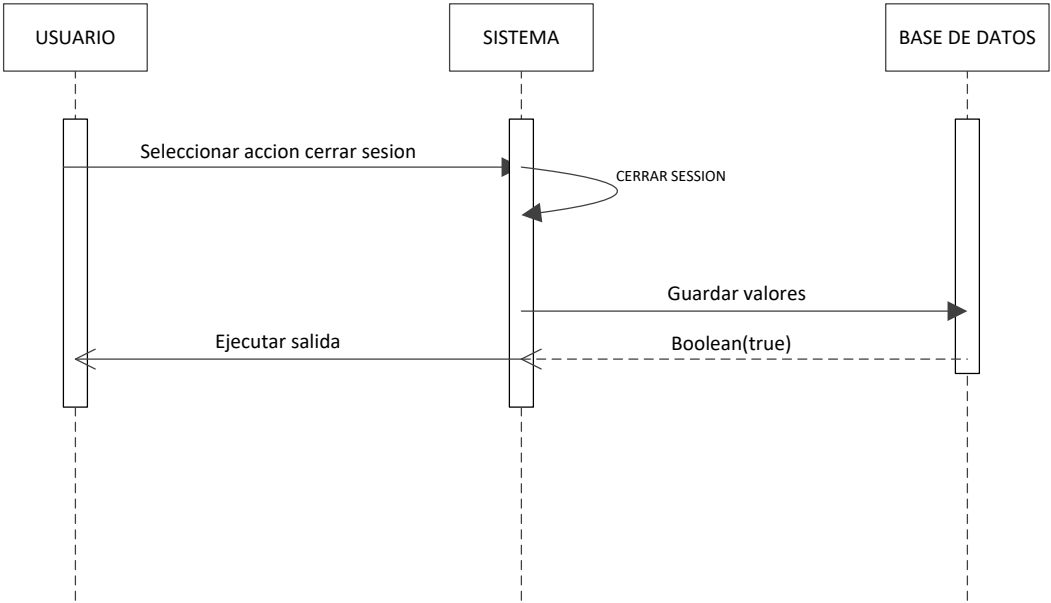 USUARIO
SISTEMA
BASE DE DATOS
Seleccionar accion cerrar sesion
CERRAR SESSION
Guardar valores
Ejecutar salida
Boolean(true)